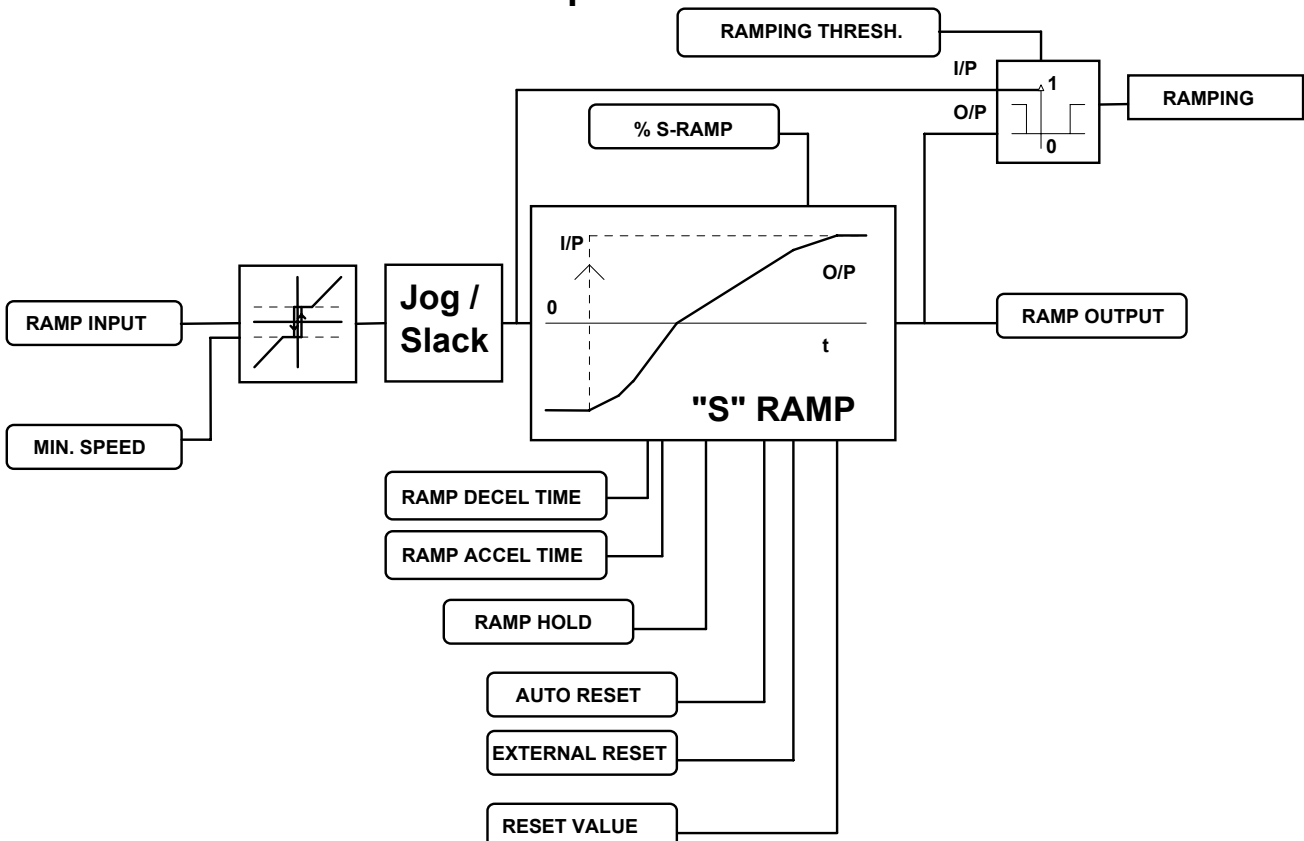 RAMPING THRESH.
I/P
1
RAMPING
O/P
0
% S-RAMP
I/P
O/P
0
t
"S" RAMP
RAMP INPUT
Jog /
Slack
RAMP OUTPUT
MIN. SPEED
RAMP DECEL TIME
RAMP ACCEL TIME
RAMP HOLD
AUTO RESET
EXTERNAL RESET
RESET VALUE